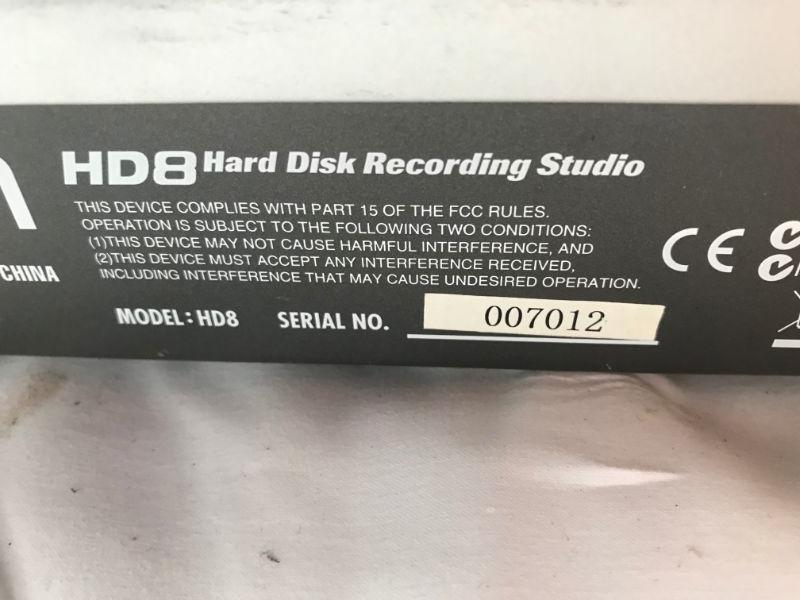 HD8 Hard Disk Recording Studio
THIS DEVICE COMPLIES WITH PART 15 OF THE FCC RULES.
OPERATION IS SUBJECT TO THE FOLLOWING TWO CONDITIONS:
(1)THIS DEVICE MAY NOT CAUSE HARMFUL INTERFERENCE, AND
(2)THIS DEVICE MUST ACCEPT ANY INTERFERENCE RECEIVED,
INCLUDING INTERFERENCE THAT MAY CAUSE UNDESIRED OPERATION.
CHINA
CE
MODEL: HD8 SERIAL NO. 007012